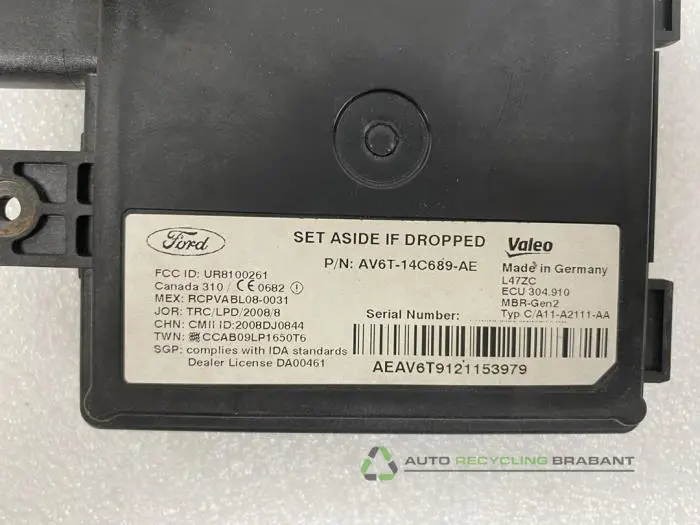 Ford
SET ASIDE IF DROPPED
Valeo
P/N: AV6T-14C689-AE
FCC ID: UR8100261
Canada 310 / CE 0682 !
MEX: RCPVABL08-0031
JOR: TRC/LPD/2008/8
CHN: CMII ID:2008DJ0844
TWN: CCAB09LP1650T6
SGP: complies with IDA standards
Dealer License DA00461
Made in Germany
L47ZC
ECU 304.910
MBR-Gen2
Typ C/A11-A2111-AA
Serial Number:
AEAV6T9121153979
AUTO RECYCLING BRABANT